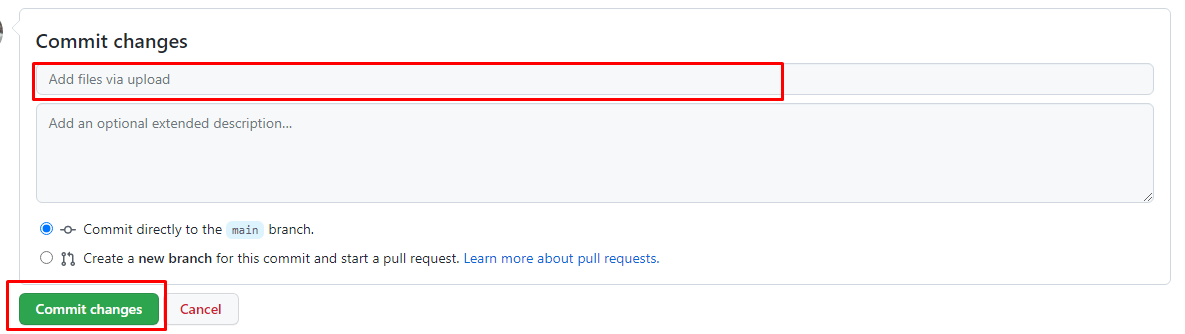 Commit changes
Add files via upload
Add an optional extended description...
Commit directly to the main branch.
Create a new branch for this commit and start a pull request. Learn more about pull requests.
Commit changes Cancel